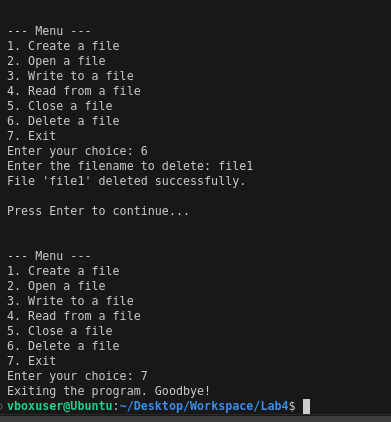 --- Menu ---
1. Create a file
2. Open a file
3. Write to a file
4. Read from a file
5. Close a file
6. Delete a file
7. Exit
Enter your choice: 6
Enter the filename to delete: file1
File 'file1' deleted successfully.
Press Enter to continue...
--- Menu ---
1. Create a file
2. Open a file
3. Write to a file
4. Read from a file
5. Close a file
6. Delete a file
7. Exit
Enter your choice: 7
Exiting the program. Goodbye!
vboxuser@Ubuntu:~/Desktop/Workspace/Lab4$